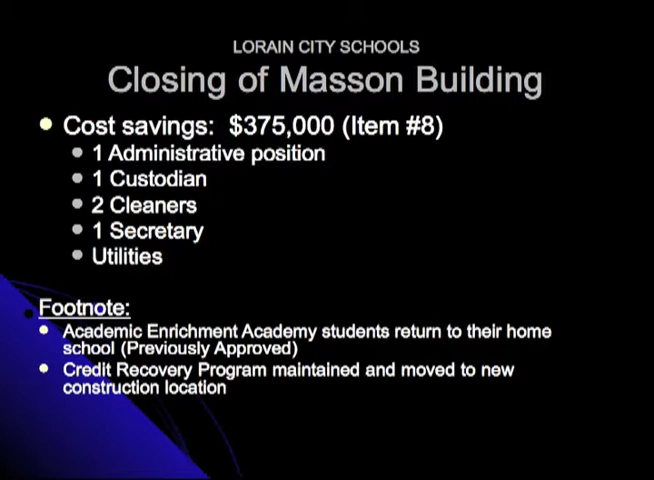 LORAIN CITY SCHOOLS
Closing of Masson Building
Cost savings: $375,000 (Item #8)
1 Administrative position
1 Custodian
2 Cleaners
1 Secretary
Utilities
Footnote:
Academic Enrichment Academy students return to their home
school (Previously Approved)
Credit Recovery Program maintained and moved to new
construction location